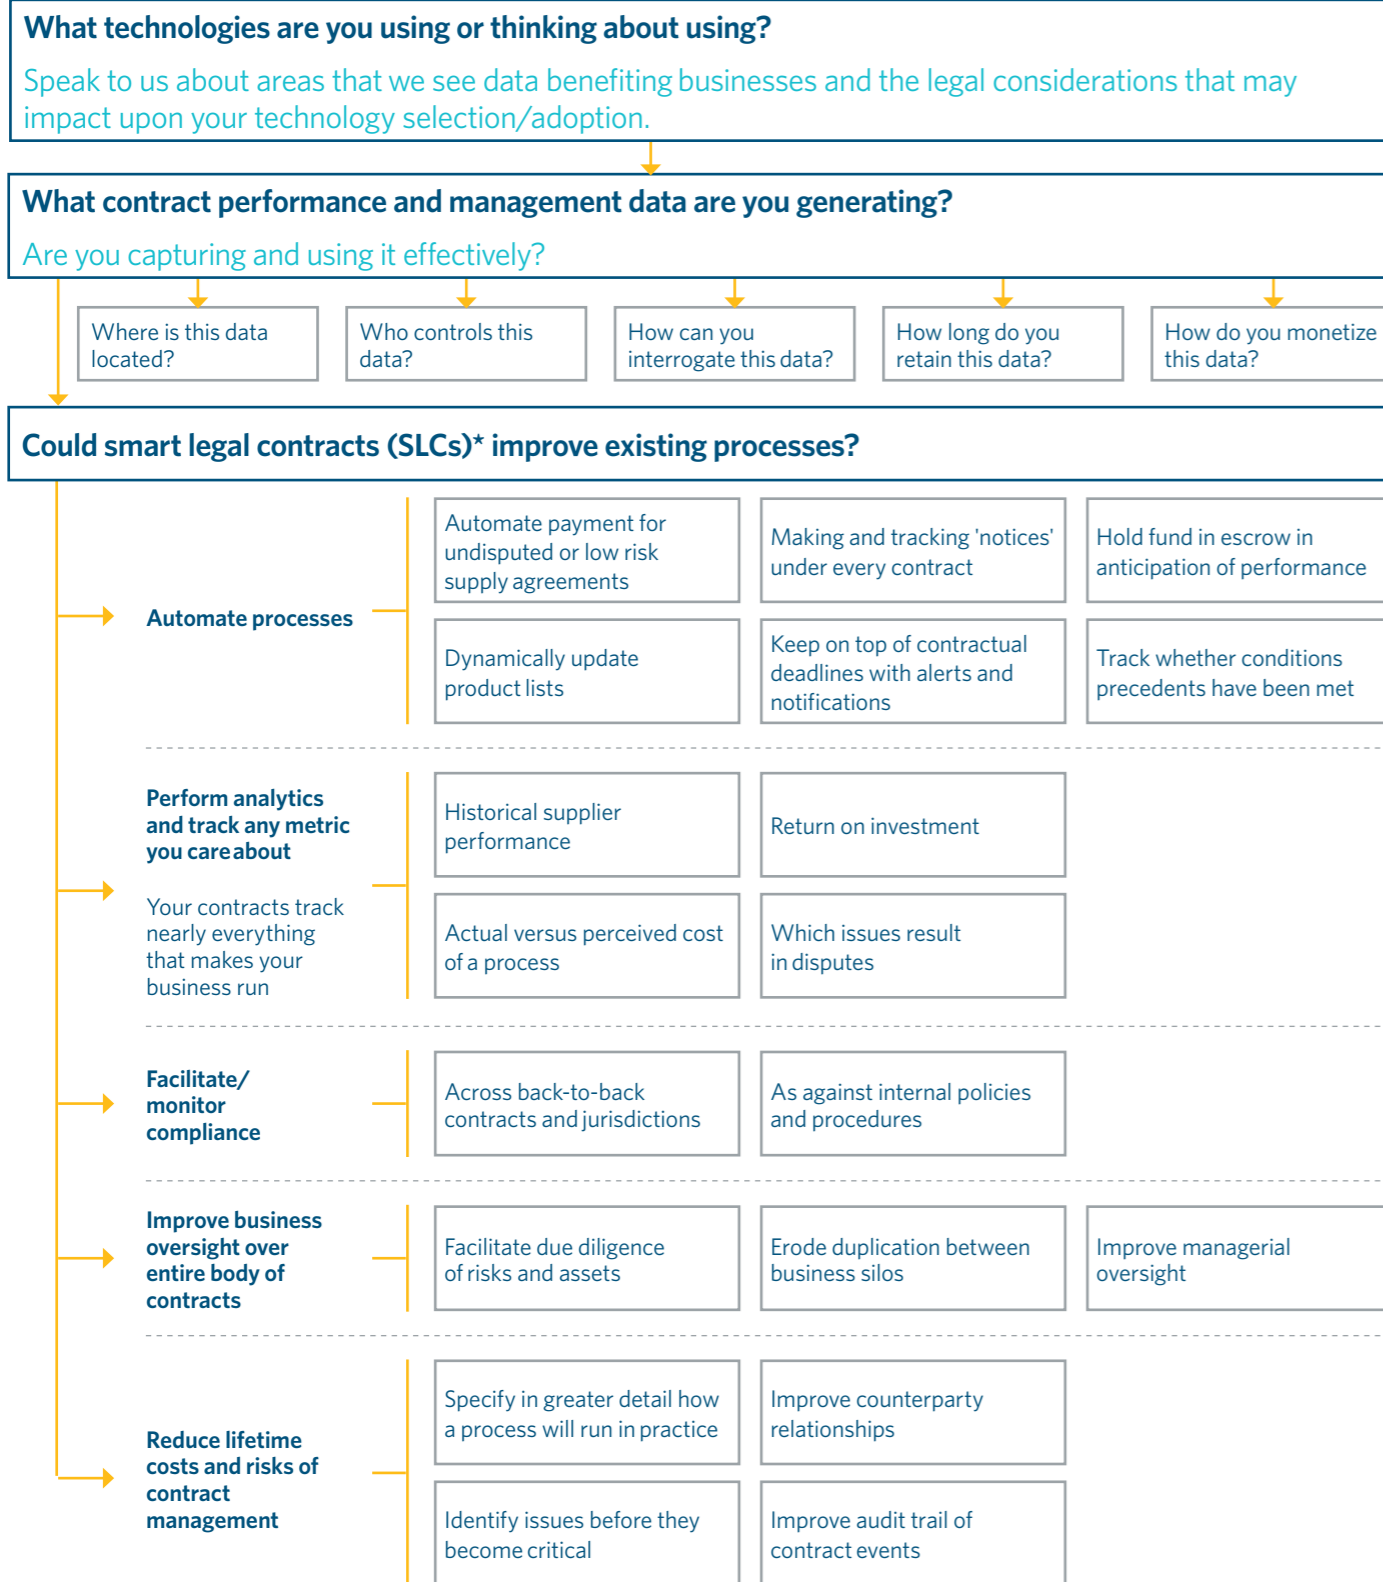 What technologies are you using or thinking about using?
Speak to us about areas that we see data benefiting businesses and the legal considerations that may
impact upon your technology selection/adoption.
What contract performance and management data are you generating?
Are you capturing and using it effectively?
Where is this data
located?
Who controls this
data?
How can you
interrogate this data?
How long do you
retain this data?
How do you monetize
this data?
Could smart legal contracts (SLCs)* improve existing processes?
Automate processes
Automate payment for
undisputed or low risk
supply agreements
Making and tracking 'notices'
under every contract
Hold fund in escrow in
anticipation of performance
Dynamically update
product lists
Keep on top of contractual
deadlines with alerts and
notifications
Track whether conditions
precedents have been met
Perform analytics
and track any metric
you care about
Your contracts track
nearly everything
that makes your
business run
Historical supplier
performance
Return on investment
Actual versus perceived cost
of a process
Which issues result
in disputes
Facilitate/
monitor
compliance
Across back-to-back
contracts and jurisdictions
As against internal policies
and procedures
Improve business
oversight over
entire body of
contracts
Facilitate due diligence
of risks and assets
Erode duplication between
business silos
Improve managerial
oversight
Reduce lifetime
costs and risks of
contract
management
Specify in greater detail how
a process will run in practice
Improve counterparty
relationships
Identify issues before they
become critical
Improve audit trail of
contract events